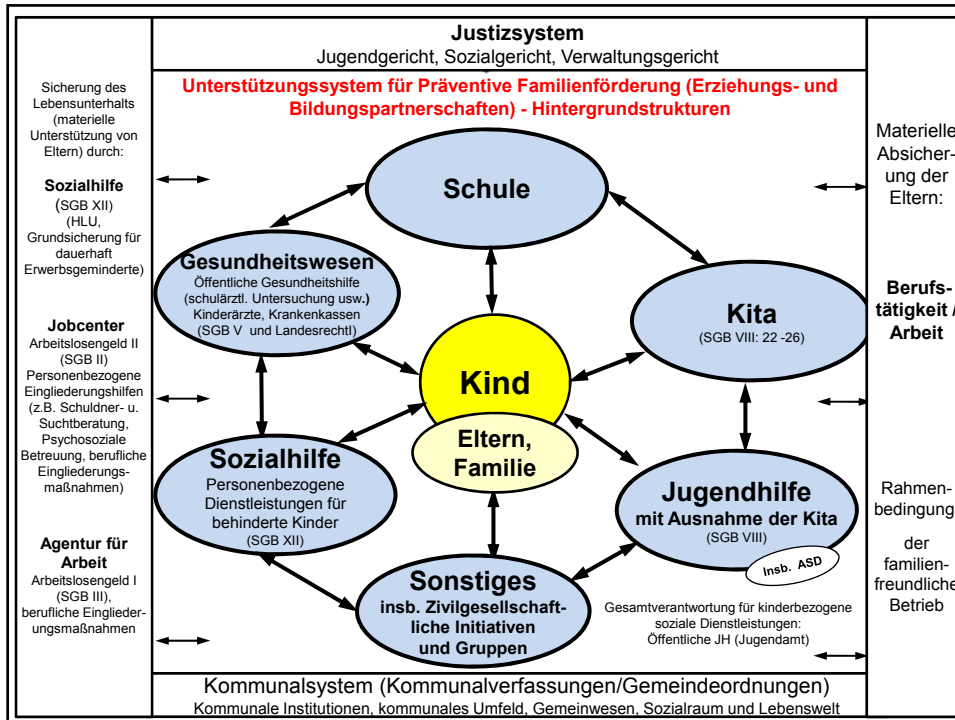 Justizsystem
Jugendgericht, Sozialgericht, Verwaltungsgericht
Unterstützungssystem für Präventive Familienförderung (Erziehungs- und
Bildungspartnerschaften) - Hintergrundstrukturen
Sicherung des
Lebensunterhalts
(materielle
Unterstützung von
Eltern) durch:
Sozialhilfe
(SGB XII)
(HLU,
Grundsicherung für
dauerhaft
Erwerbsgeminderte)
Jobcenter
Arbeitslosengeld II
(SGB II)
Personenbezogene
Eingliederungshilfen
(z.B. Schuldner- u.
Suchtberatung,
Psychosoziale
Betreuung, berufliche
Eingliederungs-
maßnahmen)
Agentur für
Arbeit
Arbeitslosengeld I
(SGB III),
berufliche Eingliede-
rungsmaßnahmen
Schule
Gesundheitswesen
Öffentliche Gesundheitshilfe
(schulärztl. Untersuchung usw.)
Kinderärzte, Krankenkassen
(SGB V und Landesrechtl)
Kita
(SGB VIII: 22 -26)
Kind
Eltern,
Familie
Sozialhilfe
Personenbezogene
Dienstleistungen für
behinderte Kinder
(SGB XII)
Jugendhilfe
mit Ausnahme der Kita
(SGB VIII)
Insb. ASD
Sonstiges
insb. Zivilgesellschaft-
liche Initiativen
und Gruppen
Gesamtverantwortung für kinderbezogene
soziale Dienstleistungen:
Öffentliche JH (Jugendamt)
Materielle
Absicher-
ung der
Eltern:
Berufs-
tätigkeit /
Arbeit
Rahmen-
bedingung
der
familien-
freundliche
Betrieb
Kommunalsystem (Kommunalverfassungen/Gemeindeordnungen)
Kommunale Institutionen, kommunales Umfeld, Gemeinwesen, Sozialraum und Lebenswelt